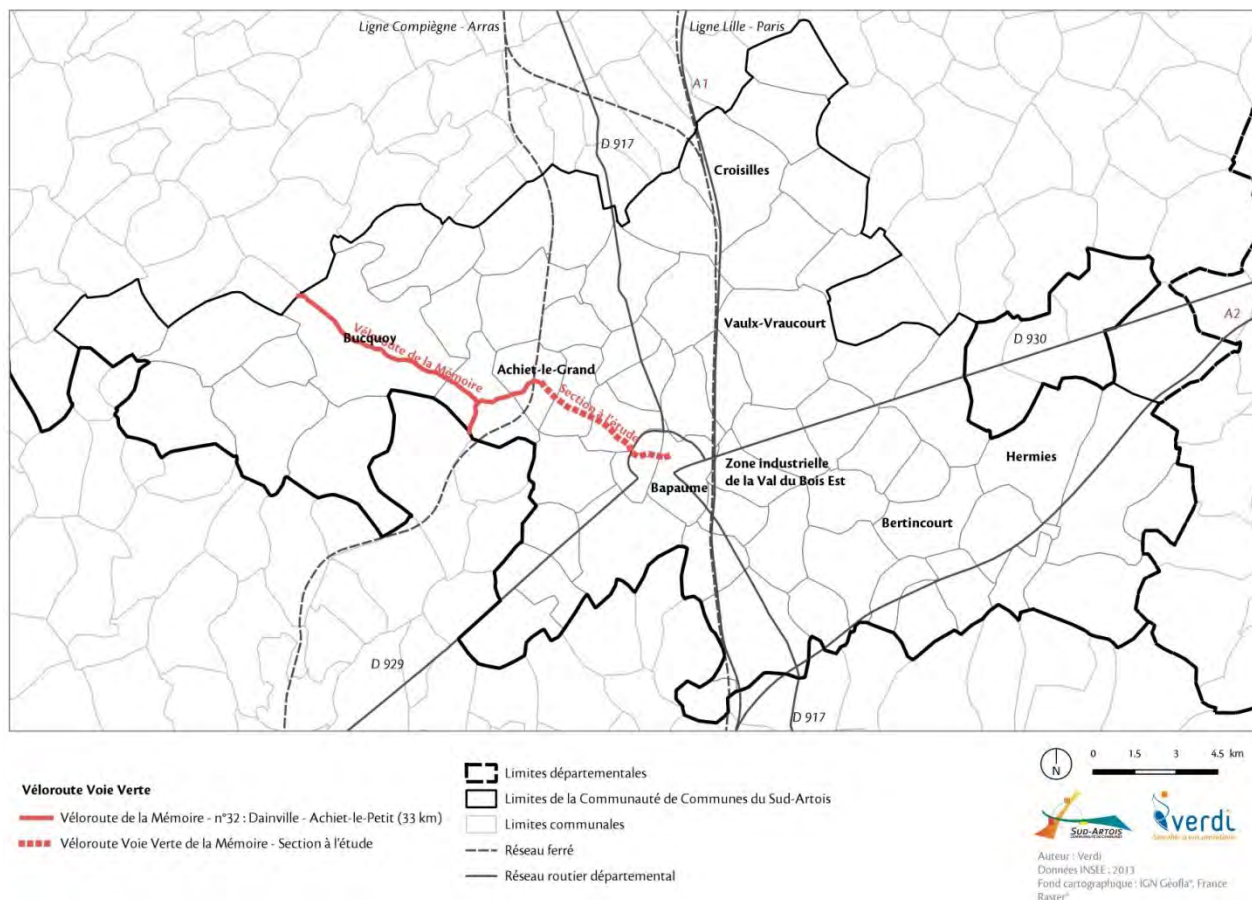 Ligne Compiègne - Arras
Ligne Lille - Paris
A1
D 917
Croisilles
Vaulx-Vraucourt
A2
D 930
Bucquoy
Véloroute de la Mémoire
Achiet-le-Grand
Section à l'étude
Bapaume
Zone industrielle
de la Val du Bois Est
Hermies
Bertincourt
D 929
D 917
Véloroute Voie Verte
Véloroute de la Mémoire - n°32 : Dainville - Achiet-le-Petit (33 km)
Véloroute Voie Verte de la Mémoire - Section à l'étude
Limites départementales
Limites de la Communauté de Communes du Sud-Artois
Limites communales
Réseau ferré
Réseau routier départemental
N
0 1.5 3 4.5 km
SUD-ARTOIS
verdi
Auteur : Verdi
Données INSEE : 2013
Fond cartographique : IGN Géofla®, France
Raster®